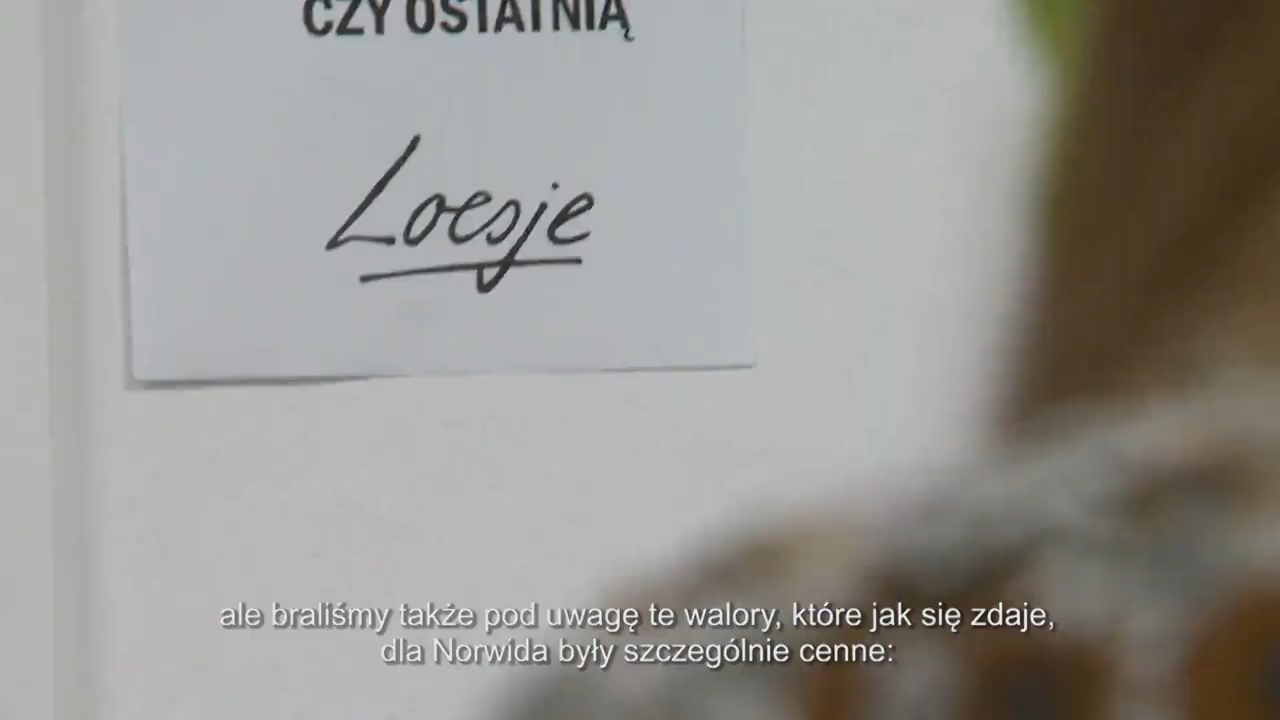 CZY OSTATNIĄ
Loesje
ale braliśmy także pod uwagę te walory, które jak się zdaje,
dla Norwida były szczególnie cenne: